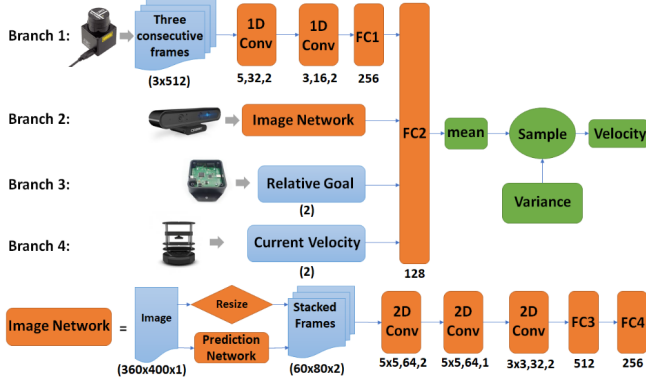 Branch 1:
Three
consecutive
frames
(3x512)
1D
Conv
5,32,2
1D
Conv
3,16,2
FC1
256
FC2
128
Branch 2:
Image Network
mean
Sample
Velocity
Variance
Branch 3:
Relative Goal
(2)
Branch 4:
Current Velocity
(2)
Image Network
=
Image
(360x400x1)
Resize
Prediction
Network
Stacked
Frames
(60x80x2)
2D
Conv
5x5,64,2
2D
Conv
5x5,64,1
2D
Conv
3x3,32,2
FC3
512
FC4
256